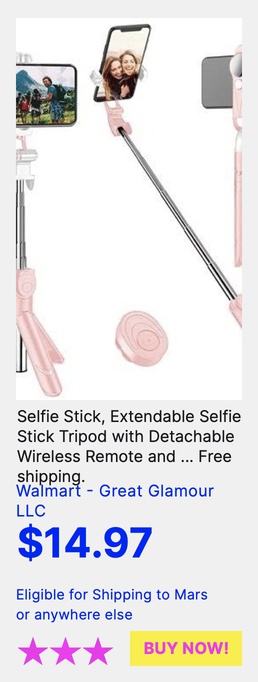 Selfie Stick, Extendable Selfie
Stick Tripod with Detachable
Wireless Remote and ... Free
shipping.
Walmart - Great Glamour
LLC
$14.97
Eligible for Shipping to Mars
or anywhere else
BUY NOW!